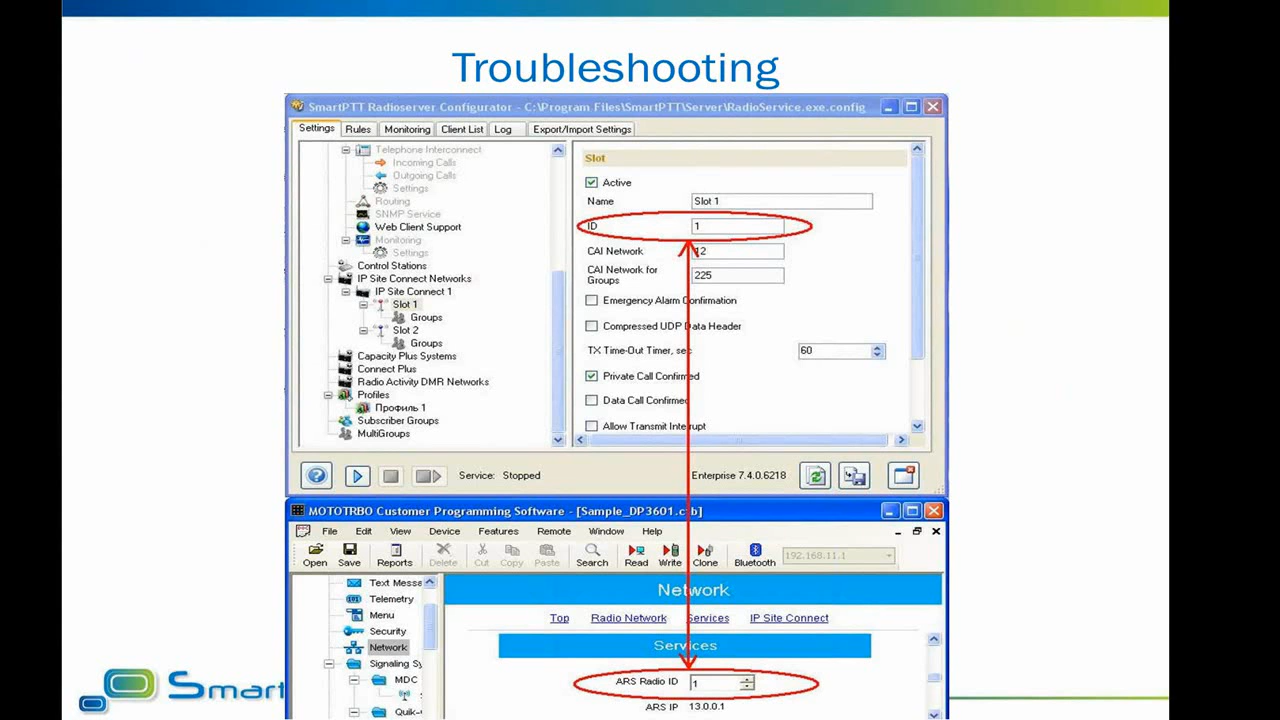 Troubleshooting
SmartPTT Radioserver Configurator - C:\Program Files\SmartPTT\Server\RadioService.exe.config
Settings Rules Monitoring Client List Log Export/Import Settings
Telephone Interconnect
Incoming Calls
Outgoing Calls
Settings
Routing
SNMP Service
Web Client Support
Monitoring
Settings
Control Stations
IP Site Connect Networks
IP Site Connect 1
Slot 1
Groups
Slot 2
Groups
Capacity Plus Systems
Connect Plus
Radio Activity DMR Networks
Profiles
Профиль 1
Subscriber Groups
MultiGroups
Slot
Active
Name Slot 1
ID 1
CAI Network 12
CAI Network for
Groups 225
Emergency Alarm Confirmation
Compressed UDP Data Header
TX Time-Out Timer, sec 60
Private Call Confirmed
Data Call Confirmed
Allow Transmit Interrupt
Service: Stopped Enterprise 7.4.0.6218
MOTOTRBO Customer Programming Software - [Sample_DP3601.ctb]
File Edit View Device Features Remote Window Help
Open Save Reports Delete Cut Copy Paste Search Read Write Clone Bluetooth 192.168.11.1
Text Messa
Telemetry
Menu
Security
Network
Signaling Sy
MDC
Quik-
Network
Top Radio Network Services IP Site Connect
Services
ARS Radio ID 1
ARS IP 13.0.0.1
Smart